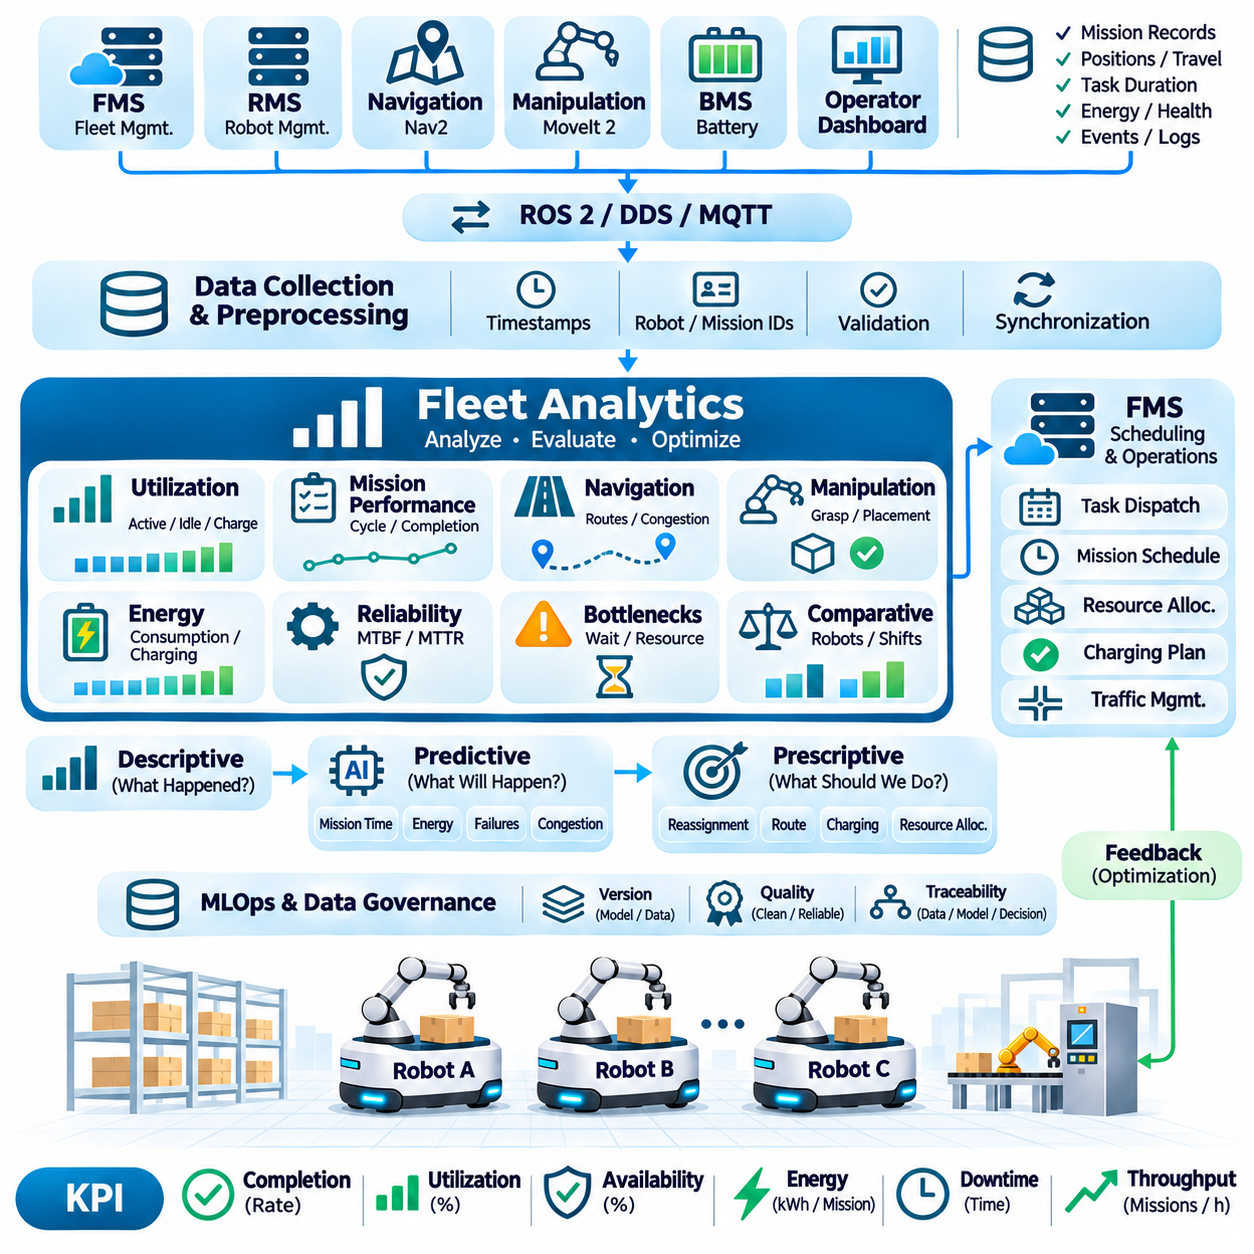 FMS
Fleet Mgmt.
RMS
Robot Mgmt.
Navigation
Nav2
Manipulation
MoveIt 2
BMS
Battery
Operator
Dashboard
Mission Records
Positions / Travel
Task Duration
Energy / Health
Events / Logs
ROS 2 / DDS / MQTT
Data Collection
& Preprocessing
Timestamps
Robot / Mission IDs
Validation
Synchronization
Fleet Analytics
Analyze • Evaluate • Optimize
Utilization
Active / Idle / Charge
Mission
Performance
Cycle / Completion
Navigation
Routes / Congestion
Manipulation
Grasp / Placement
Energy
Consumption /
Charging
Reliability
MTBF / MTTR
Bottlenecks
Wait / Resource
Comparative
Robots / Shifts
FMS
Scheduling
& Operations
Task Dispatch
Mission Schedule
Resource Alloc.
Charging Plan
Traffic Mgmt.
Descriptive
(What Happened?)
AI
Predictive
(What Will Happen?)
Mission Time
Energy
Failures
Congestion
Prescriptive
(What Should We Do?)
Reassignment
Route
Charging
Resource Alloc.
Feedback
(Optimization)
MLOps & Data Governance
Version
(Model / Data)
Quality
(Clean / Reliable)
Traceability
(Data / Model / Decision)
Robot A
Robot B
Robot C
KPI
Completion
(Rate)
Utilization
(%)
Availability
(%)
Energy
(kWh / Mission)
Downtime
(Time)
Throughput
(Missions / h)